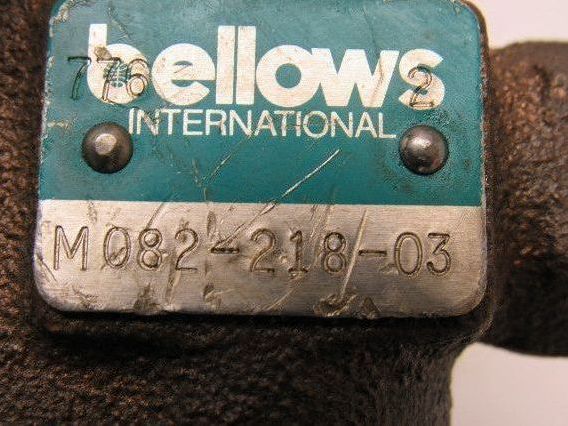 bellows
776 2
INTERNATIONAL
M082-218-03